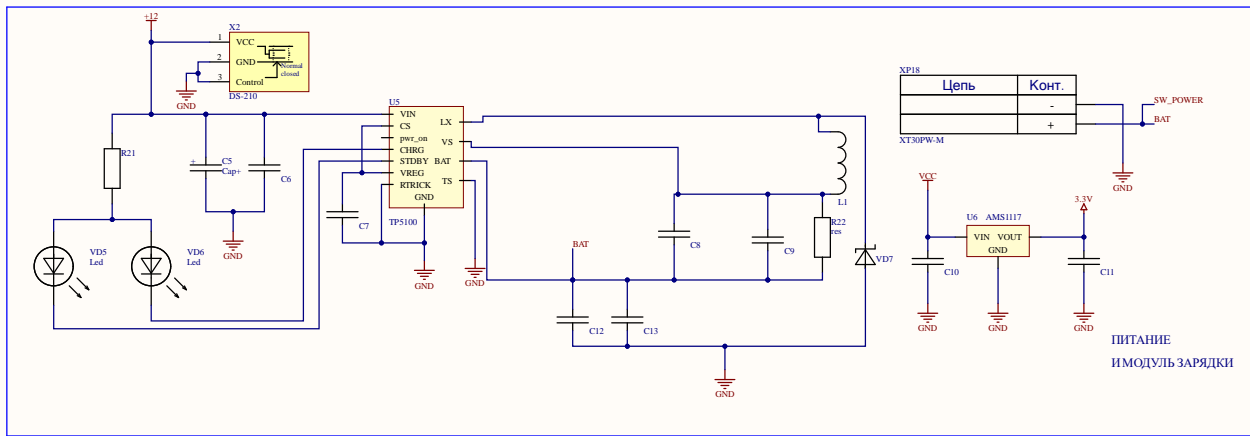 +12
X2
1 VCC
2 GND
3 Control
Normal
closed
DS-210
GND
R21
C5
Cap+
+
C6
GND
VD5
Led
VD6
Led
U5
VIN
CS
pwr_on
CHRG
STDBY
VREG
RTRICK
GND
LX
VS
BAT
TS
TP5100
C7
GND
GND
BAT
C8
C9
R22
res
L1
VD7
C12
C13
GND
XP18
Цепь Конт.
-
+
XT30PW-M
SW_POWER
BAT
GND
VCC
U6 AMS1117
VIN VOUT
GND
3.3V
C10
C11
GND
GND
GND
ПИТАНИЕ
И МОДУЛЬ ЗАРЯДКИ